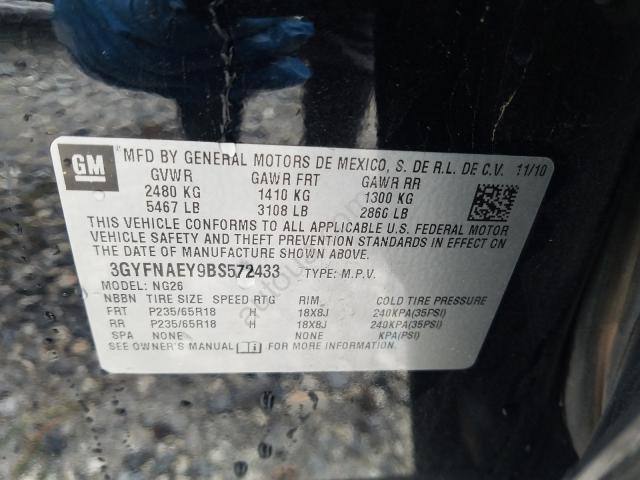 GM
MFD BY GENERAL MOTORS DE MEXICO, S. DE R.L. DE C.V. 11/10
GVWR GAWR FRT GAWR RR
2480 KG 1410 KG 1300 KG
5467 LB 3108 LB 2866 LB
THIS VEHICLE CONFORMS TO ALL APPLICABLE U.S. FEDERAL MOTOR
VEHICLE SAFETY AND THEFT PREVENTION STANDARDS IN EFFECT ON
THE DATE OF MANUFACTURE SHOWN ABOVE.
3GYFNAEY9BS572433 TYPE: M.P.V.
MODEL: NG26
NBBN TIRE SIZE SPEED RTG RIM COLD TIRE PRESSURE
FRT P235/65R18 H 18X8J 240KPA(35PSI)
RR P235/65R18 H 18X8J 240KPA(35PSI)
SPA NONE NONE KPA(PSI)
SEE OWNER'S MANUAL FOR MORE INFORMATION.